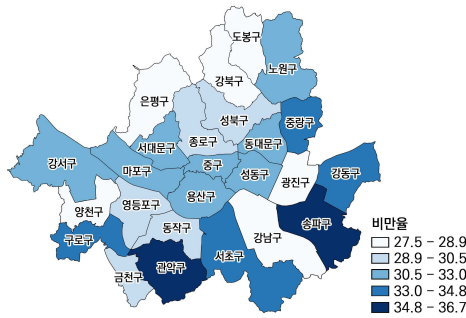 도봉구
노원구
강북구
은평구
성북구
중랑구
종로구
서대문구
동대문구
강서구
마포구
중구
성동구
강동구
광진구
용산구
양천구
영등포구
송파구
동작구
강남구
구로구
서초구
관악구
금천구
비만율
27.5 – 28.9
28.9 – 30.5
30.5 – 33.0
33.0 – 34.8
34.8 – 36.7